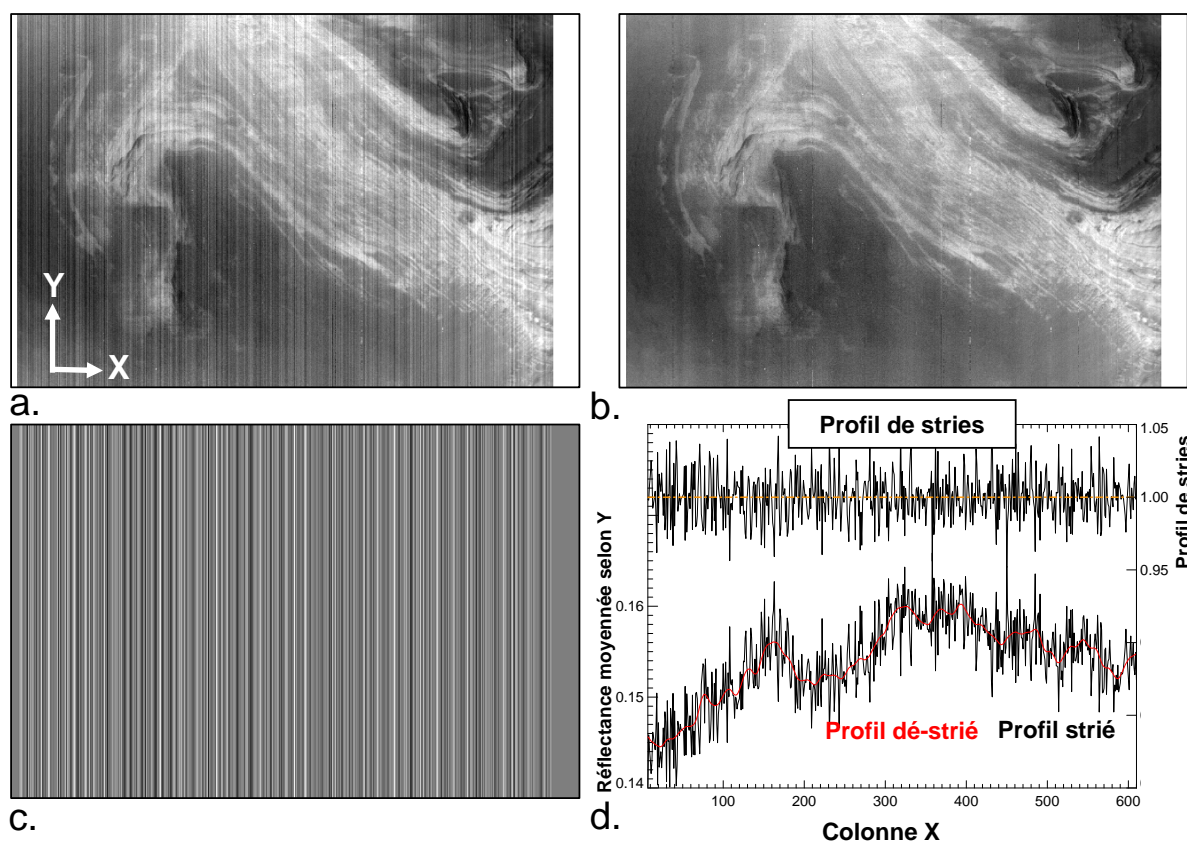 Y
X
a.
b.
Profil de stries
1.05
1.00
0.95
Profil de stries
Réflectance moyennée selon Y
0.16
0.15
0.14
Profil dé-strié
Profil strié
100
200
300
400
500
600
Colonne X
c.
d.